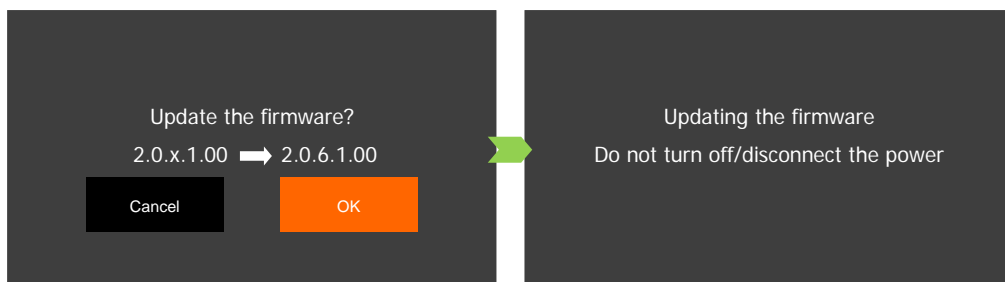 Update the firmware?
2.0.x.1.00 ➡ 2.0.6.1.00
Cancel
OK
Updating the firmware
Do not turn off/disconnect the power